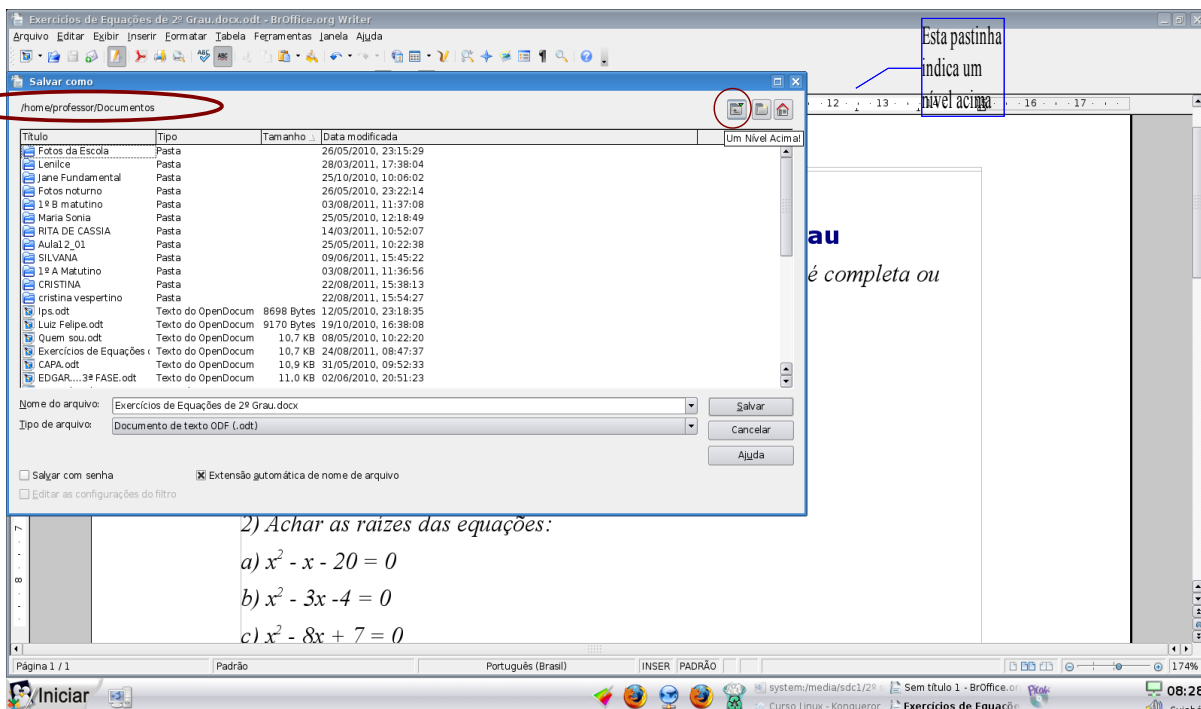 Exercícios de Equações de 2º Grau.docx.odt - BrOffice.org Writer
Arquivo Editar Exibir Inserir Formatar Tabela Ferramentas Janela Ajuda
Esta pastinha
indica um
nível acima
Salvar como
/home/professor/Documentos
12 13 16 17
Um Nível Acima
Título Tipo Tamanho Data modificada
Fotos da Escola Pasta 26/05/2010, 23:15:29
Lenilce Pasta 28/03/2011, 17:38:04
Jane Fundamental Pasta 25/10/2010, 10:06:02
Fotos noturno Pasta 26/05/2010, 23:22:14
1º B matutino Pasta 03/08/2011, 11:37:08
Maria Sonia Pasta 25/05/2010, 12:18:49
RITA DE CASSIA Pasta 14/03/2011, 10:52:07
Aula12_01 Pasta 25/05/2011, 10:22:38
SILVANA Pasta 09/06/2011, 15:45:22
1º A Matutino Pasta 03/08/2011, 11:36:56
CRISTINA Pasta 22/08/2011, 15:38:13
cristina vespertino Pasta 22/08/2011, 15:54:27
Ips.odt Texto do OpenDocum 8698 Bytes 12/05/2010, 23:18:35
Luiz Felipe.odt Texto do OpenDocum 9170 Bytes 19/10/2010, 16:38:08
Quem sou.odt Texto do OpenDocum 10,7 KB 08/05/2010, 10:22:20
Exercícios de Equações Texto do OpenDocum 10,7 KB 24/08/2011, 08:47:37
CAPA.odt Texto do OpenDocum 10,9 KB 31/05/2010, 09:52:33
EDGAR....3ª FASE.odt Texto do OpenDocum 11,0 KB 02/06/2010, 20:51:23
Nome do arquivo: Exercícios de Equações de 2º Grau.docx Salvar
Tipo de arquivo: Documento de texto ODF (.odt) Cancelar
Ajuda
Salvar com senha Extensão automática de nome de arquivo
Editar as configurações do filtro
au
é completa ou
2) Achar as raízes das equações:
a) x² - x - 20 = 0
b) x² - 3x -4 = 0
c) x² - 8x + 7 = 0
7
8
Página 1 / 1 Padrão Português (Brasil) INSER PADRÃO 174%
Iniciar
system:/media/sdc1/2º Sem título 1 - BrOffice.or
Curso Linux - Konqueror Exercícios de Equaçõe
08:28